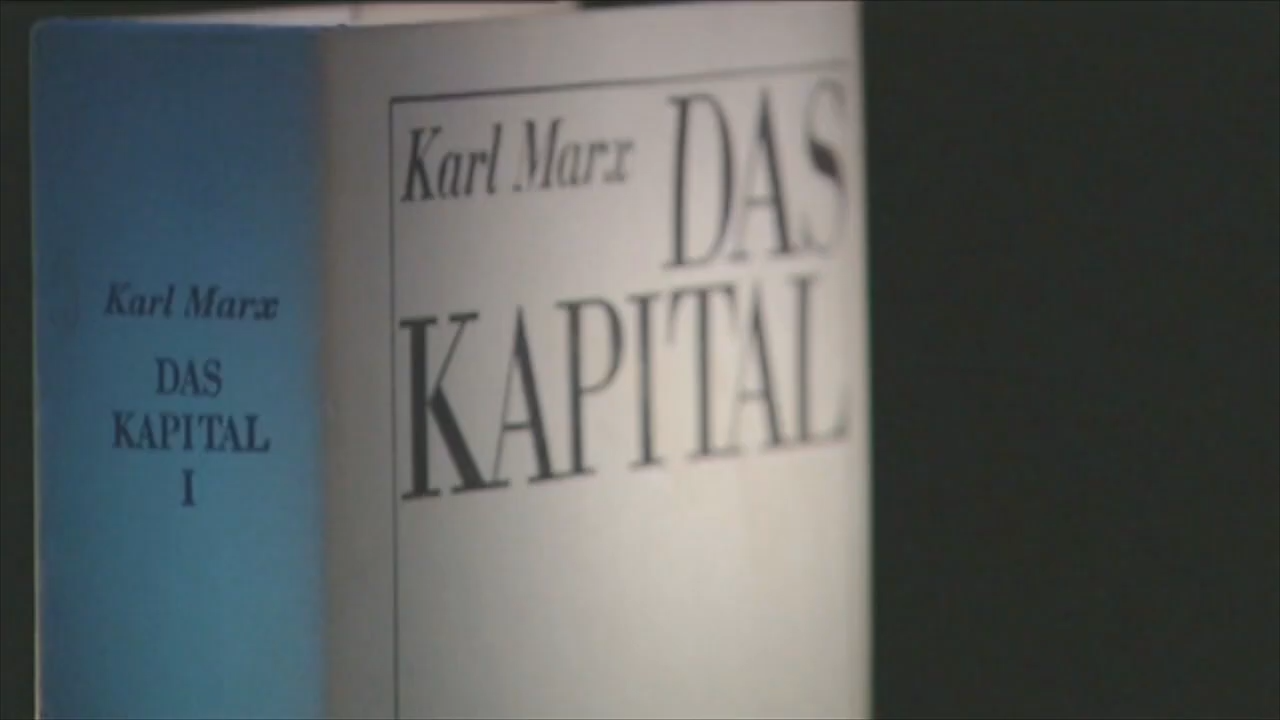 Karl Marx
DAS
KAPITAL
I
Karl Marx DAS
KAPITAL